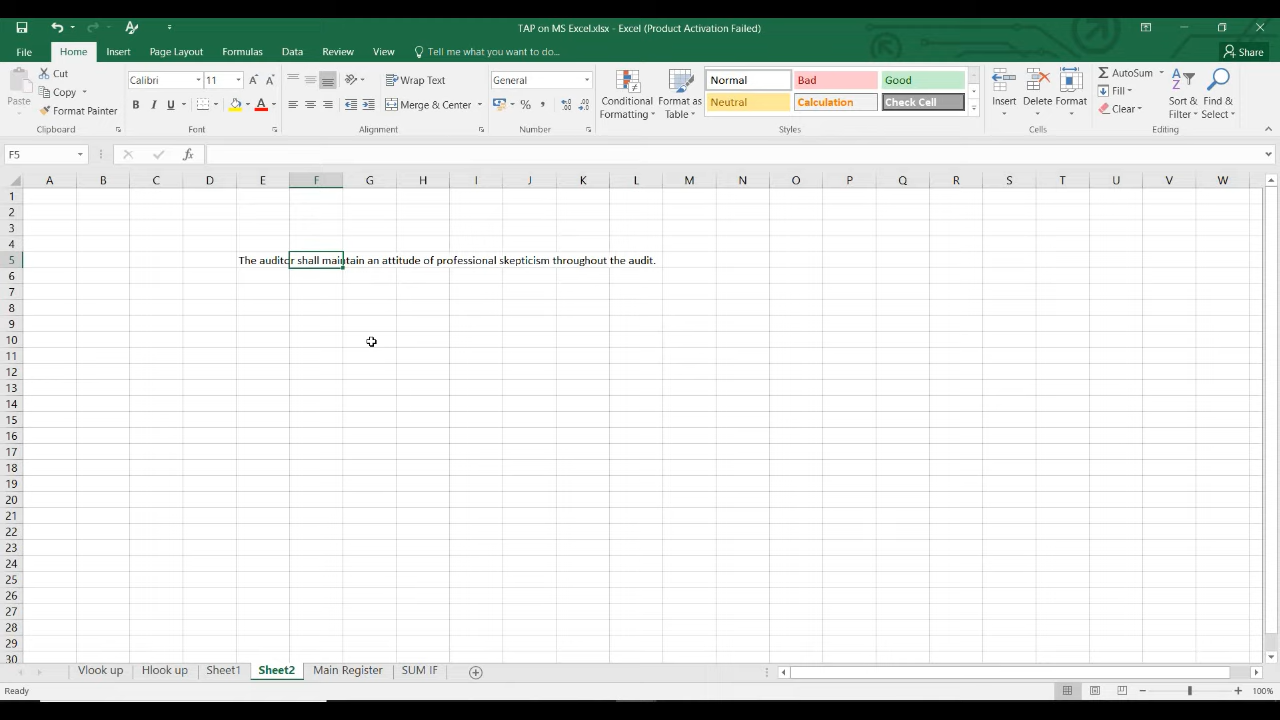 TAP on MS Excel.xlsx - Excel (Product Activation Failed)
File Home Insert Page Layout Formulas Data Review View Tell me what you want to do... Share
Paste
Cut
Copy
Format Painter
Clipboard
Calibri 11
B I U
Font
Wrap Text
Merge & Center
Alignment
General
%
Number
Conditional Formatting
Format as Table
Normal Bad Good
Neutral Calculation Check Cell
Styles
Insert Delete Format
Cells
AutoSum
Fill
Clear
Sort & Filter
Find & Select
Editing
F5 fx
A B C D E F G H I J K L M N O P Q R S T U V W
1
2
3
4
5 The auditor shall maintain an attitude of professional skepticism throughout the audit.
6
7
8
9
10
11
12
13
14
15
16
17
18
19
20
21
22
23
24
25
26
27
28
29
30
Vlook up Hlook up Sheet1 Sheet2 Main Register SUM IF
Ready 100%